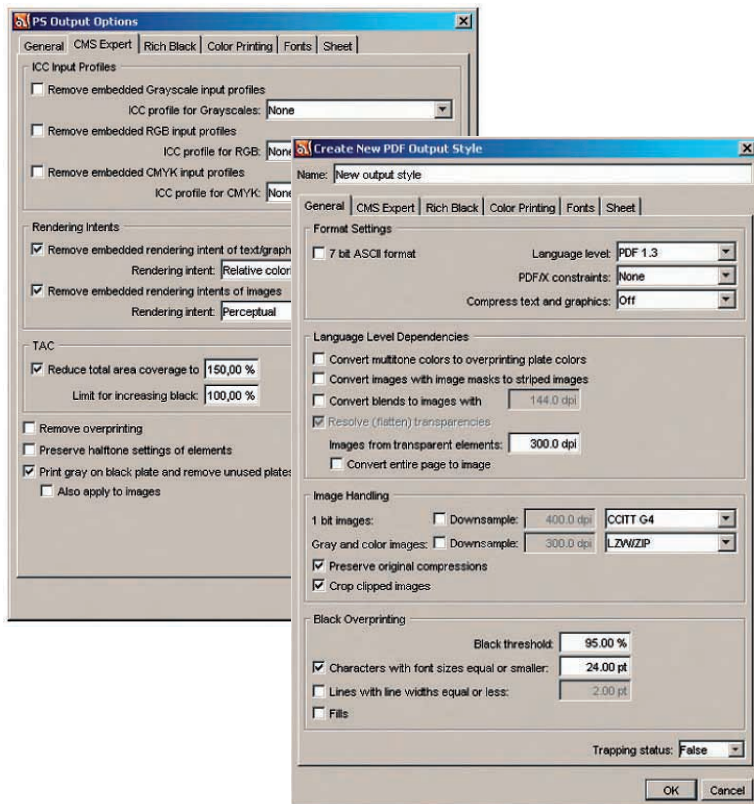 PS Output Options
General CMS Expert Rich Black Color Printing Fonts Sheet
ICC Input Profiles
Remove embedded Grayscale input profiles
ICC profile for Grayscales: None
Remove embedded RGB input profiles
ICC profile for RGB:
Remove embedded CMYK input profiles
ICC profile for CMYK:
Rendering Intents
Remove embedded rendering intent of
Rendering intent: Relative
Remove embedded rendering intents of images
Rendering intent: Perceptual
TAC
Reduce total area coverage to 150,00 %
Limit for increasing black: 100,00 %
Remove overprinting
Preserve halftone settings of elements
Print gray on black plate and remove unused plates
Also apply to images
Create New PDF Output Style
Name: New output style
General CMS Expert Rich Black Color Printing Fonts Sheet
Format Settings
7 bit ASCII format Language level: PDF 1.3
PDF/X constraints: None
Compress text and graphics: Off
Language Level Dependencies
Convert multitone colors to overprinting plate colors
Convert images with image masks to striped images
Convert blends to images with 144.0 dpi
Resolve (flatten) transparencies
Images from transparent elements: 300.0 dpi
Convert entire page to image
Image Handling
1 bit images: Downsample: 400.0 dpi CCITT G4
Gray and color images: Downsample: 300.0 dpi LZW/ZIP
Preserve original compressions
Crop clipped images
Black Overprinting
Black threshold: 95.00 %
Characters with font sizes equal or smaller: 24.00 pt
Lines with line widths equal or less: 2.00 pt
Fills
Trapping status: False
OK Cancel